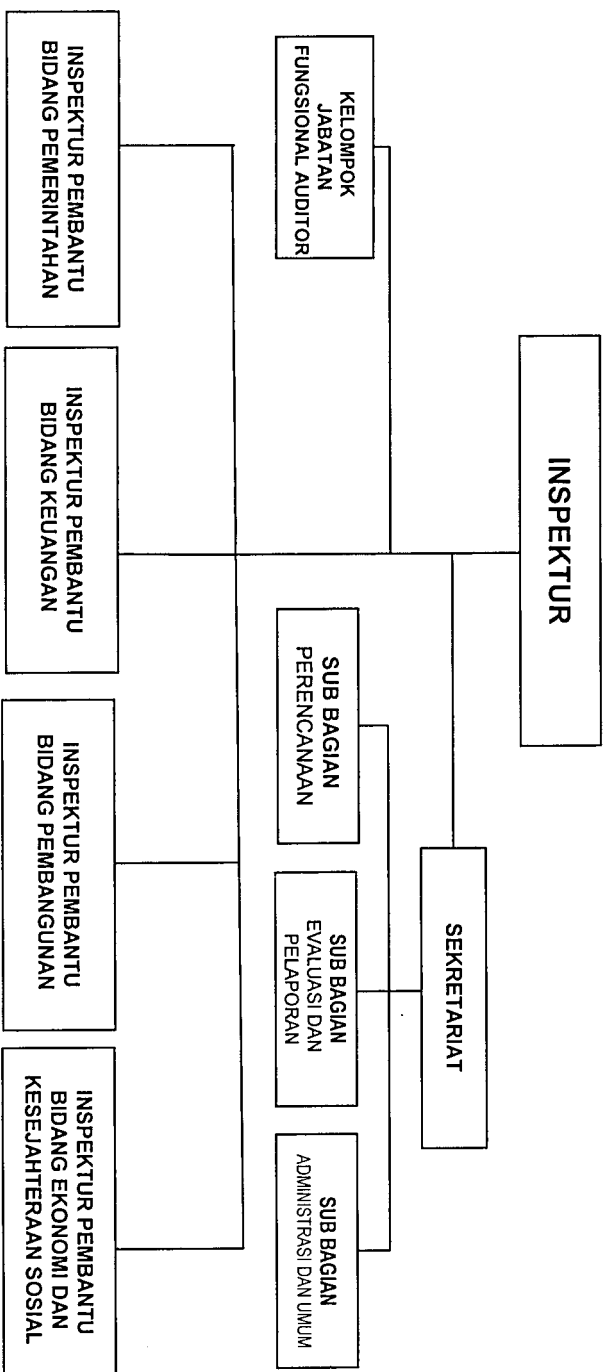 INSPEKTUR
SEKRETARIAT
KELOMPOK
JABATAN
FUNGSIONAL AUDITOR
SUB BAGIAN
PERENCANAAN
SUB BAGIAN
EVALUASI DAN
PELAPORAN
SUB BAGIAN
ADMINISTRASI DAN UMUM
INSPEKTUR PEMBANTU
BIDANG PEMERINTAHAN
INSPEKTUR PEMBANTU
BIDANG KEUANGAN
INSPEKTUR PEMBANTU
BIDANG PEMBANGUNAN
INSPEKTUR PEMBANTU
BIDANG EKONOMI DAN
KESEJAHTERAAN SOSIAL